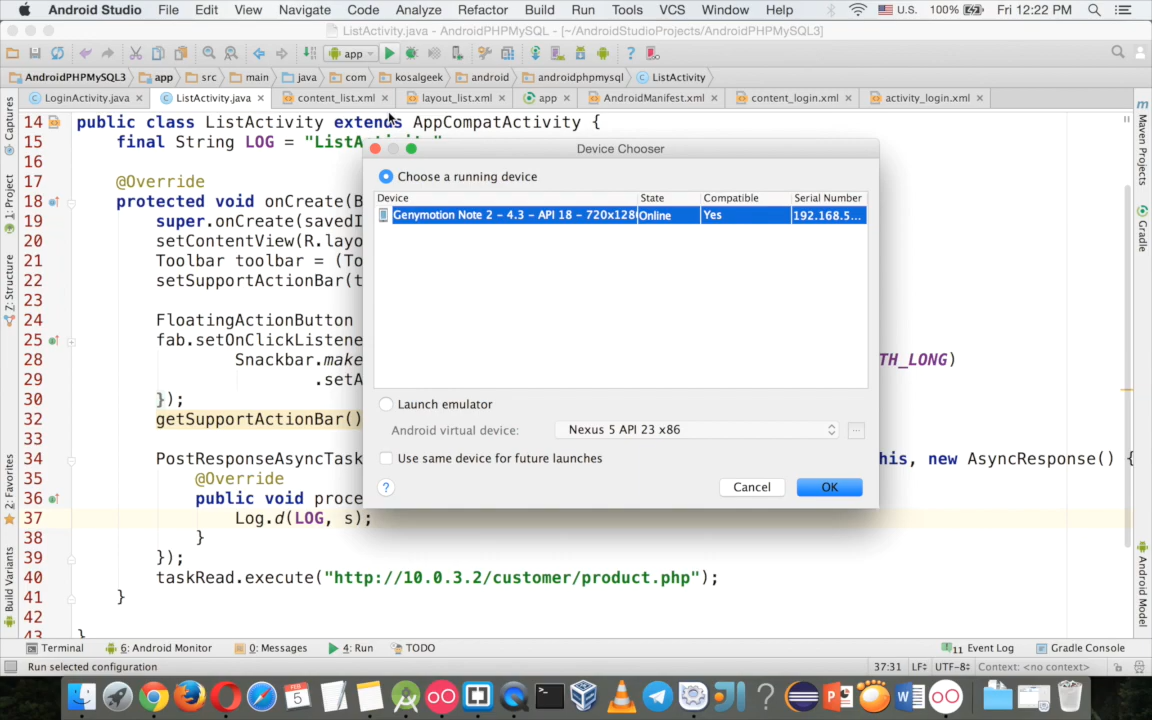 Android Studio File Edit View Navigate Code Analyze Refactor Build Run Tools VCS Window Help U.S. 100% Fri 12:22 PM
ListActivity.java - AndroidPHPMySQL - [~/AndroidStudioProjects/AndroidPHPMySQL3]
app
AndroidPHPMySQL3 app src main java com kosalgeek android androidphpmysql ListActivity
LoginActivity.java ListActivity.java content_list.xml layout_list.xml app AndroidManifest.xml content_login.xml activity_login.xml
Captures
1: Project
7: Structure
2: Favorites
Build Variants
14 public class ListActivity extends AppCompatActivity {
15 final String LOG = "ListActivity"
16
17 @Override
18 protected void onCreate(B
19 super.onCreate(savedI
20 setContentView(R.layo
21 Toolbar toolbar = (To
22 setSupportActionBar(t
23
24 FloatingActionButton
25 fab.setOnClickListene
28 Snackbar.make TH_LONG)
29 .setA
30 });
32 getSupportActionBar()
33
34 PostResponseAsyncTask his, new AsyncResponse() {
35 @Override
36 public void proce
37 Log.d(LOG, s);
38 }
39 });
40 taskRead.execute("http://10.0.3.2/customer/product.php");
41 }
42
43 }
Device Chooser
Choose a running device
Device State Compatible Serial Number
Genymotion Note 2 - 4.3 - API 18 - 720x128 Online Yes 192.168.5...
Launch emulator
Android virtual device: Nexus 5 API 23 x86 ...
Use same device for future launches
? Cancel OK
m Maven Projects
Gradle
Android Model
Terminal 6: Android Monitor 0: Messages 4: Run TODO 11 Event Log Gradle Console
Run selected configuration 37:31 LF÷ UTF-8÷ Context: <no context>
FEB
5